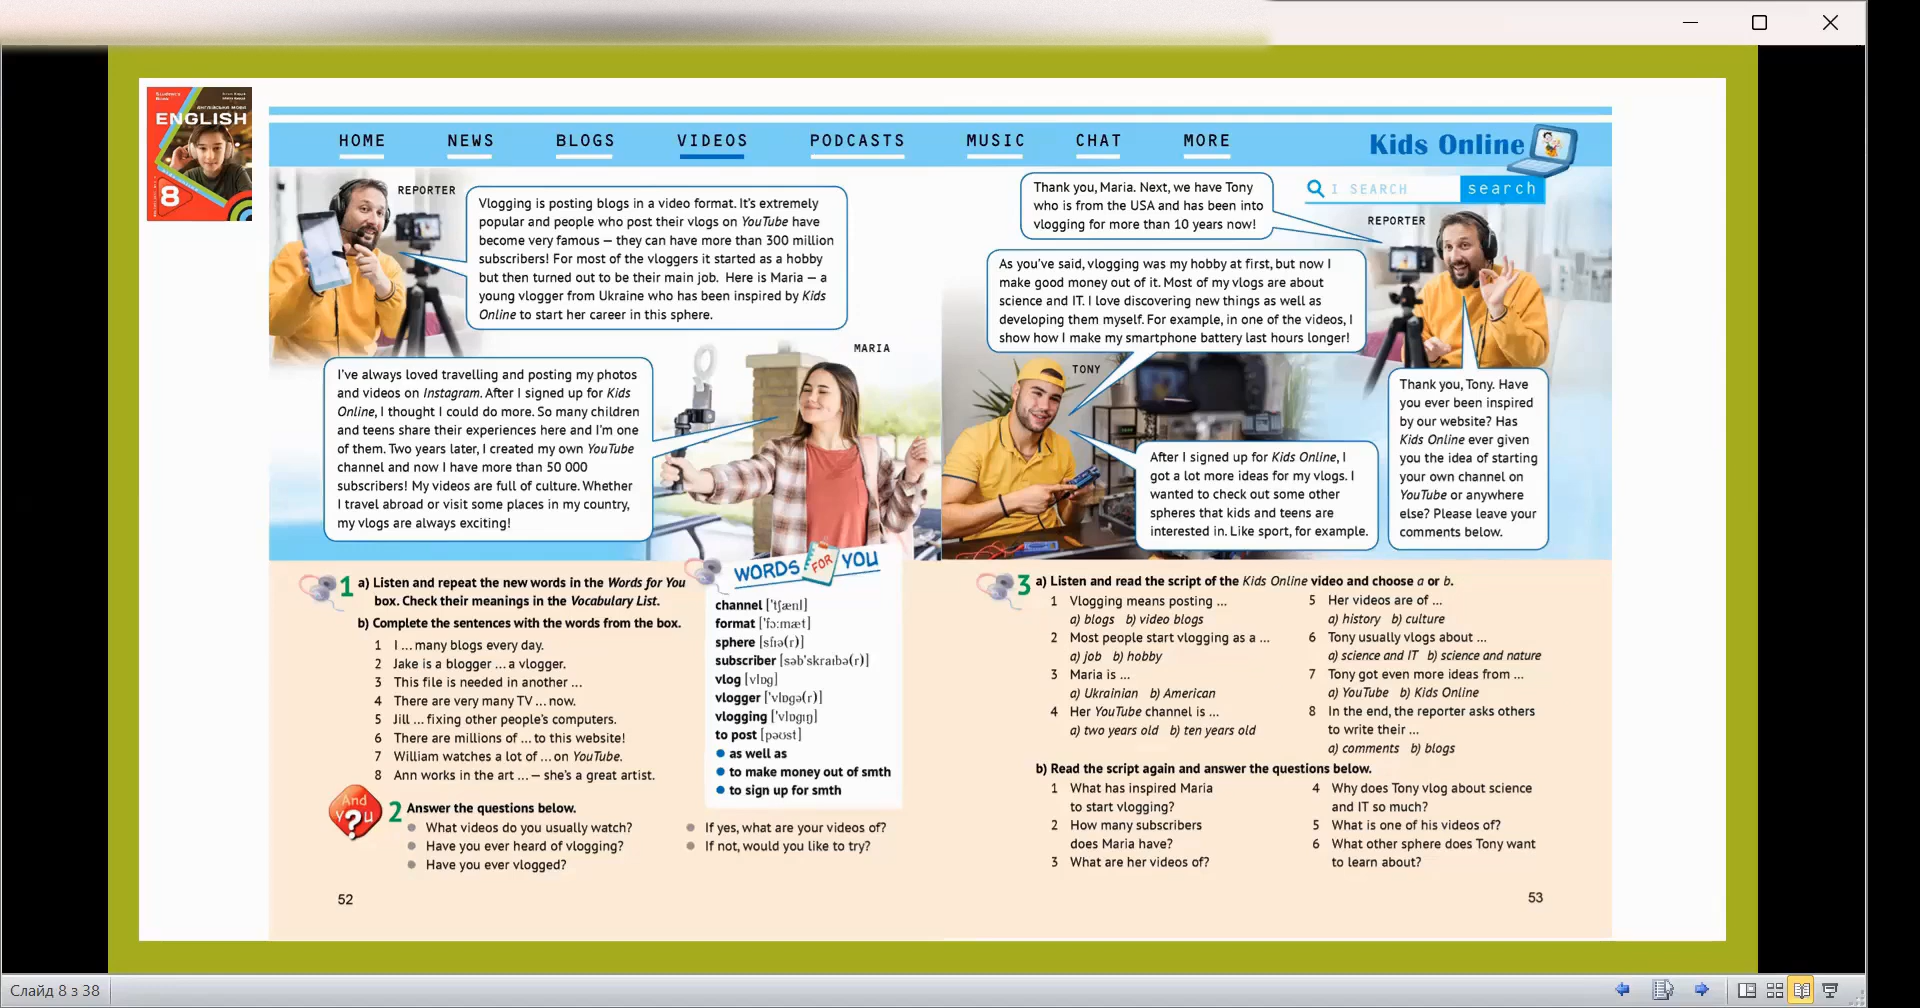 АНГЛІЙСЬКА МОВА
ENGLISH
8
HOME NEWS BLOGS VIDEOS PODCASTS MUSIC CHAT MORE
Kids Online
I SEARCH search
REPORTER
Vlogging is posting blogs in a video format. It's extremely
popular and people who post their vlogs on YouTube have
become very famous — they can have more than 300 million
subscribers! For most of the vloggers it started as a hobby
but then turned out to be their main job. Here is Maria — a
young vlogger from Ukraine who has been inspired by Kids
Online to start her career in this sphere.
MARIA
I've always loved travelling and posting my photos
and videos on Instagram. After I signed up for Kids
Online, I thought I could do more. So many children
and teens share their experiences here and I'm one
of them. Two years later, I created my own YouTube
channel and now I have more than 50 000
subscribers! My videos are full of culture. Whether
I travel abroad or visit some places in my country,
my vlogs are always exciting!
1 a) Listen and repeat the new words in the Words for You
box. Check their meanings in the Vocabulary List.
b) Complete the sentences with the words from the box.
1 I ... many blogs every day.
2 Jake is a blogger ... a vlogger.
3 This file is needed in another ...
4 There are very many TV ... now.
5 Jill ... fixing other people's computers.
6 There are millions of ... to this website!
7 William watches a lot of ... on YouTube.
8 Ann works in the art ... — she's a great artist.
WORDS FOR YOU
channel ['tʃænl]
format ['fɔ:mæt]
sphere [sfɪə(r)]
subscriber [səb'skraɪbə(r)]
vlog [vlɒg]
vlogger ['vlɒgə(r)]
vlogging ['vlɒgɪŋ]
to post [pəʊst]
● as well as
● to make money out of smth
● to sign up for smth
And you?
2 Answer the questions below.
● What videos do you usually watch?
● Have you ever heard of vlogging?
● Have you ever vlogged?
● If yes, what are your videos of?
● If not, would you like to try?
52
Thank you, Maria. Next, we have Tony
who is from the USA and has been into
vlogging for more than 10 years now!
REPORTER
As you've said, vlogging was my hobby at first, but now I
make good money out of it. Most of my vlogs are about
science and IT. I love discovering new things as well as
developing them myself. For example, in one of the videos, I
show how I make my smartphone battery last hours longer!
TONY
After I signed up for Kids Online, I
got a lot more ideas for my vlogs. I
wanted to check out some other
spheres that kids and teens are
interested in. Like sport, for example.
Thank you, Tony. Have
you ever been inspired
by our website? Has
Kids Online ever given
you the idea of starting
your own channel on
YouTube or anywhere
else? Please leave your
comments below.
3 a) Listen and read the script of the Kids Online video and choose a or b.
1 Vlogging means posting ...
a) blogs b) video blogs
2 Most people start vlogging as a ...
a) job b) hobby
3 Maria is ...
a) Ukrainian b) American
4 Her YouTube channel is ...
a) two years old b) ten years old
5 Her videos are of ...
a) history b) culture
6 Tony usually vlogs about ...
a) science and IT b) science and nature
7 Tony got even more ideas from ...
a) YouTube b) Kids Online
8 In the end, the reporter asks others
to write their ...
a) comments b) blogs
b) Read the script again and answer the questions below.
1 What has inspired Maria
to start vlogging?
2 How many subscribers
does Maria have?
3 What are her videos of?
4 Why does Tony vlog about science
and IT so much?
5 What is one of his videos of?
6 What other sphere does Tony want
to learn about?
53
Слайд 8 з 38